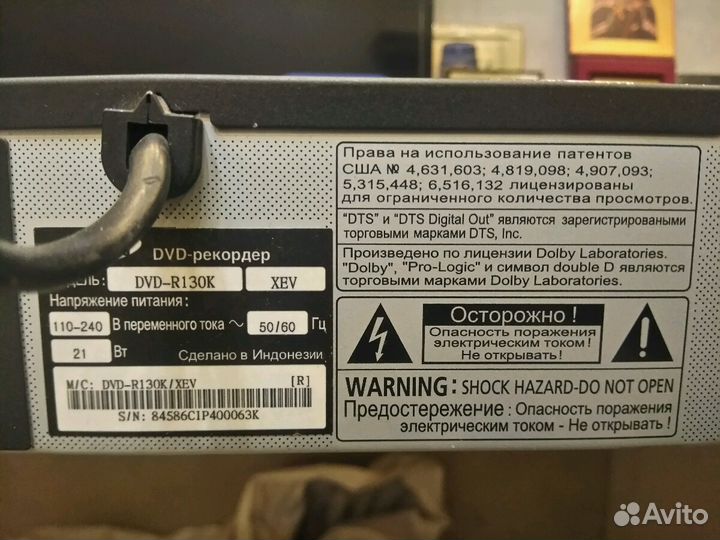 DVD-рекордер
DVD-R130K XEV
Напряжение питания :
110-240 В переменного тока ~ 50/60 Гц
21 Вт Сделано в Индонезии
M/C: DVD-R130K/XEV [R]
S/N: 84586CIP400063K
Права на использование патентов
США № 4,631,603; 4,819,098; 4,907,093;
5,315,448; 6,516,132 лицензированы
для ограниченного количества просмотров.
"DTS" и "DTS Digital Out" являются зарегистрироваными
торговыми марками DTS, Inc.
Произведено по лицензии Dolby Laboratories.
"Dolby", "Pro-Logic" и символ double D являются
торговыми марками Dolby Laboratories.
Осторожно !
Опасность поражения
электрическим током !
Не открывать!
WARNING : SHOCK HAZARD-DO NOT OPEN
Предостережение : Опасность поражения
электрическим током - Не открывать!
Avito